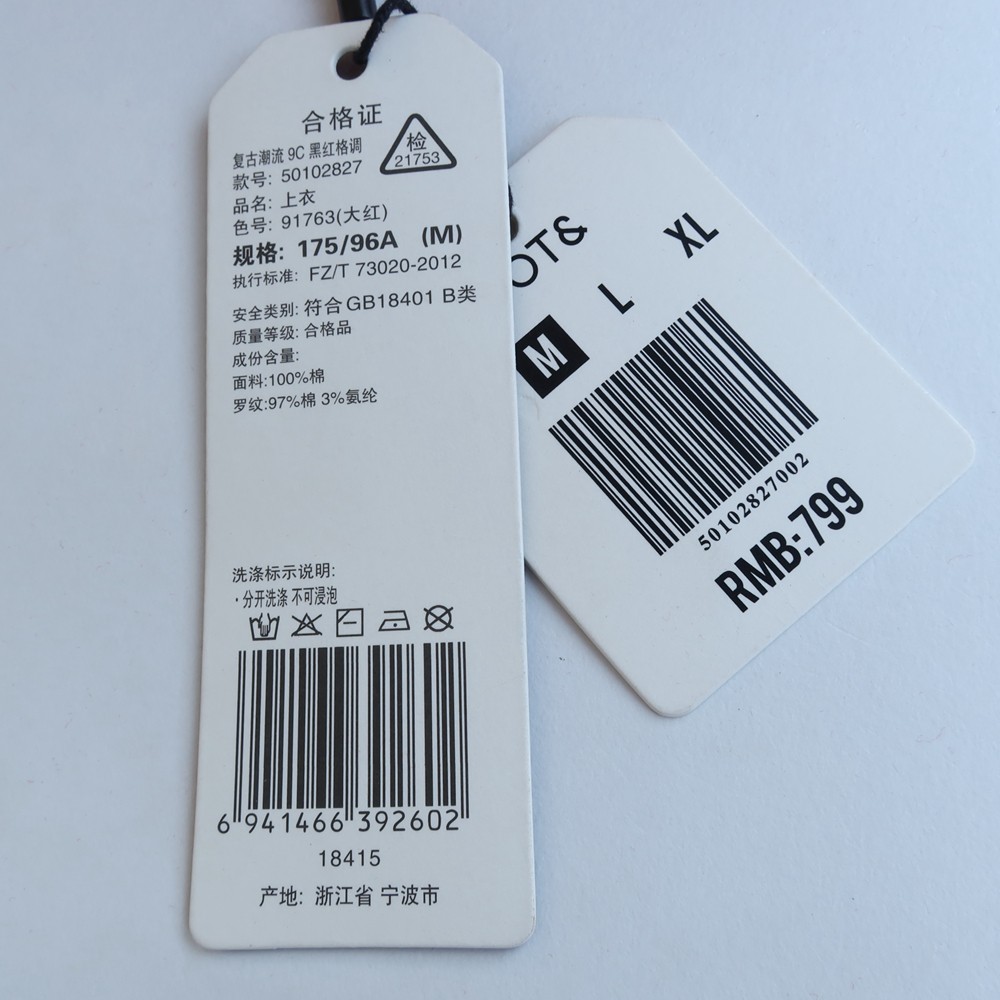 合格证
复古潮流 9C 黑红格调
检
21753
款号: 50102827
品名: 上衣
色号: 91763(大红)
规格: 175/96A (M)
执行标准: FZ/T 73020-2012
安全类别: 符合GB18401 B类
质量等级: 合格品
成份含量:
面料:100%棉
罗纹:97%棉 3%氨纶
洗涤标示说明:
·分开洗涤 不可浸泡
6 941466 392602
18415
产地: 浙江省 宁波市
OT&
M L XL
50102827002
RMB:799